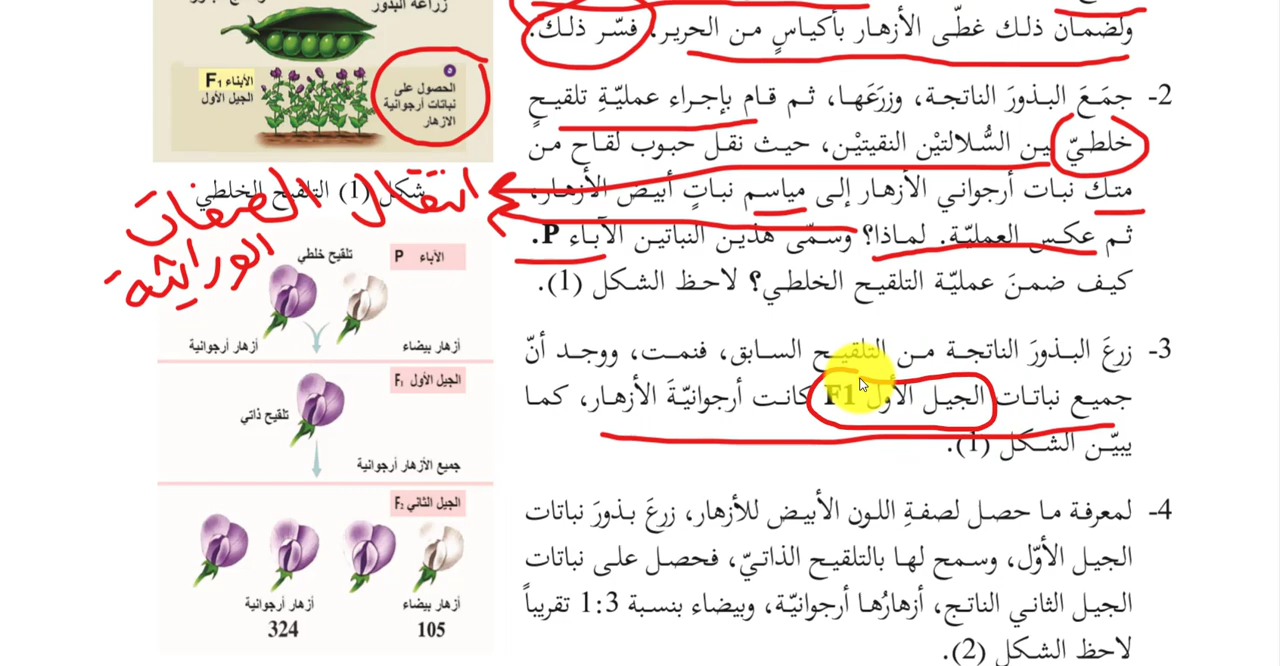 زراعة البذور
ولضمان ذلك غطّى الأزهار بأكياسٍ من الحرير. فسّر ذلك.
الأبناء F1
الجيل الأول
5
الحصول على
نباتات أرجوانية
الازهار
2- جمَعَ البذورَ الناتجة، وزرَعَها، ثم قام بإجراء عمليّةِ تلقيحٍ
خلطيّ بين السُّلالتيْن النقيتيْن، حيث نقل حبوب لقاح من
متك نبات أرجواني الأزهار إلى مياسم نباتٍ أبيض الأزهار،
ثم عكس العمليّة. لماذا؟ وسمّى هذين النباتين الآباء P.
كيف ضمنَ عمليّة التلقيح الخلطي؟ لاحظ الشكل (1).
شكل (1) التلقيح الخلطي
انتقال الصفات
الوراثية
الآباء P
تلقيح خلطي
أزهار بيضاء
أزهار أرجوانية
3- زرعَ البذورَ الناتجة من التلقيح السابق، فنمت، ووجد أنّ
جميع نباتات الجيل الأول F1 كانت أرجوانيّةَ الأزهار، كما
يبيّن الشكل (1).
الجيل الأول F1
تلقيح ذاتي
جميع الأزهار أرجوانية
4- لمعرفة ما حصل لصفةِ اللون الأبيض للأزهار، زرعَ بذورَ نباتات
الجيل الأوّل، وسمح لها بالتلقيح الذاتيّ، فحصل على نباتات
الجيل الثاني الناتج، أزهارُها أرجوانيّة، وبيضاء بنسبة 1:3 تقريباً
لاحظ الشكل (2).
الجيل الثاني F2
أزهار بيضاء
105
أزهار أرجوانية
324